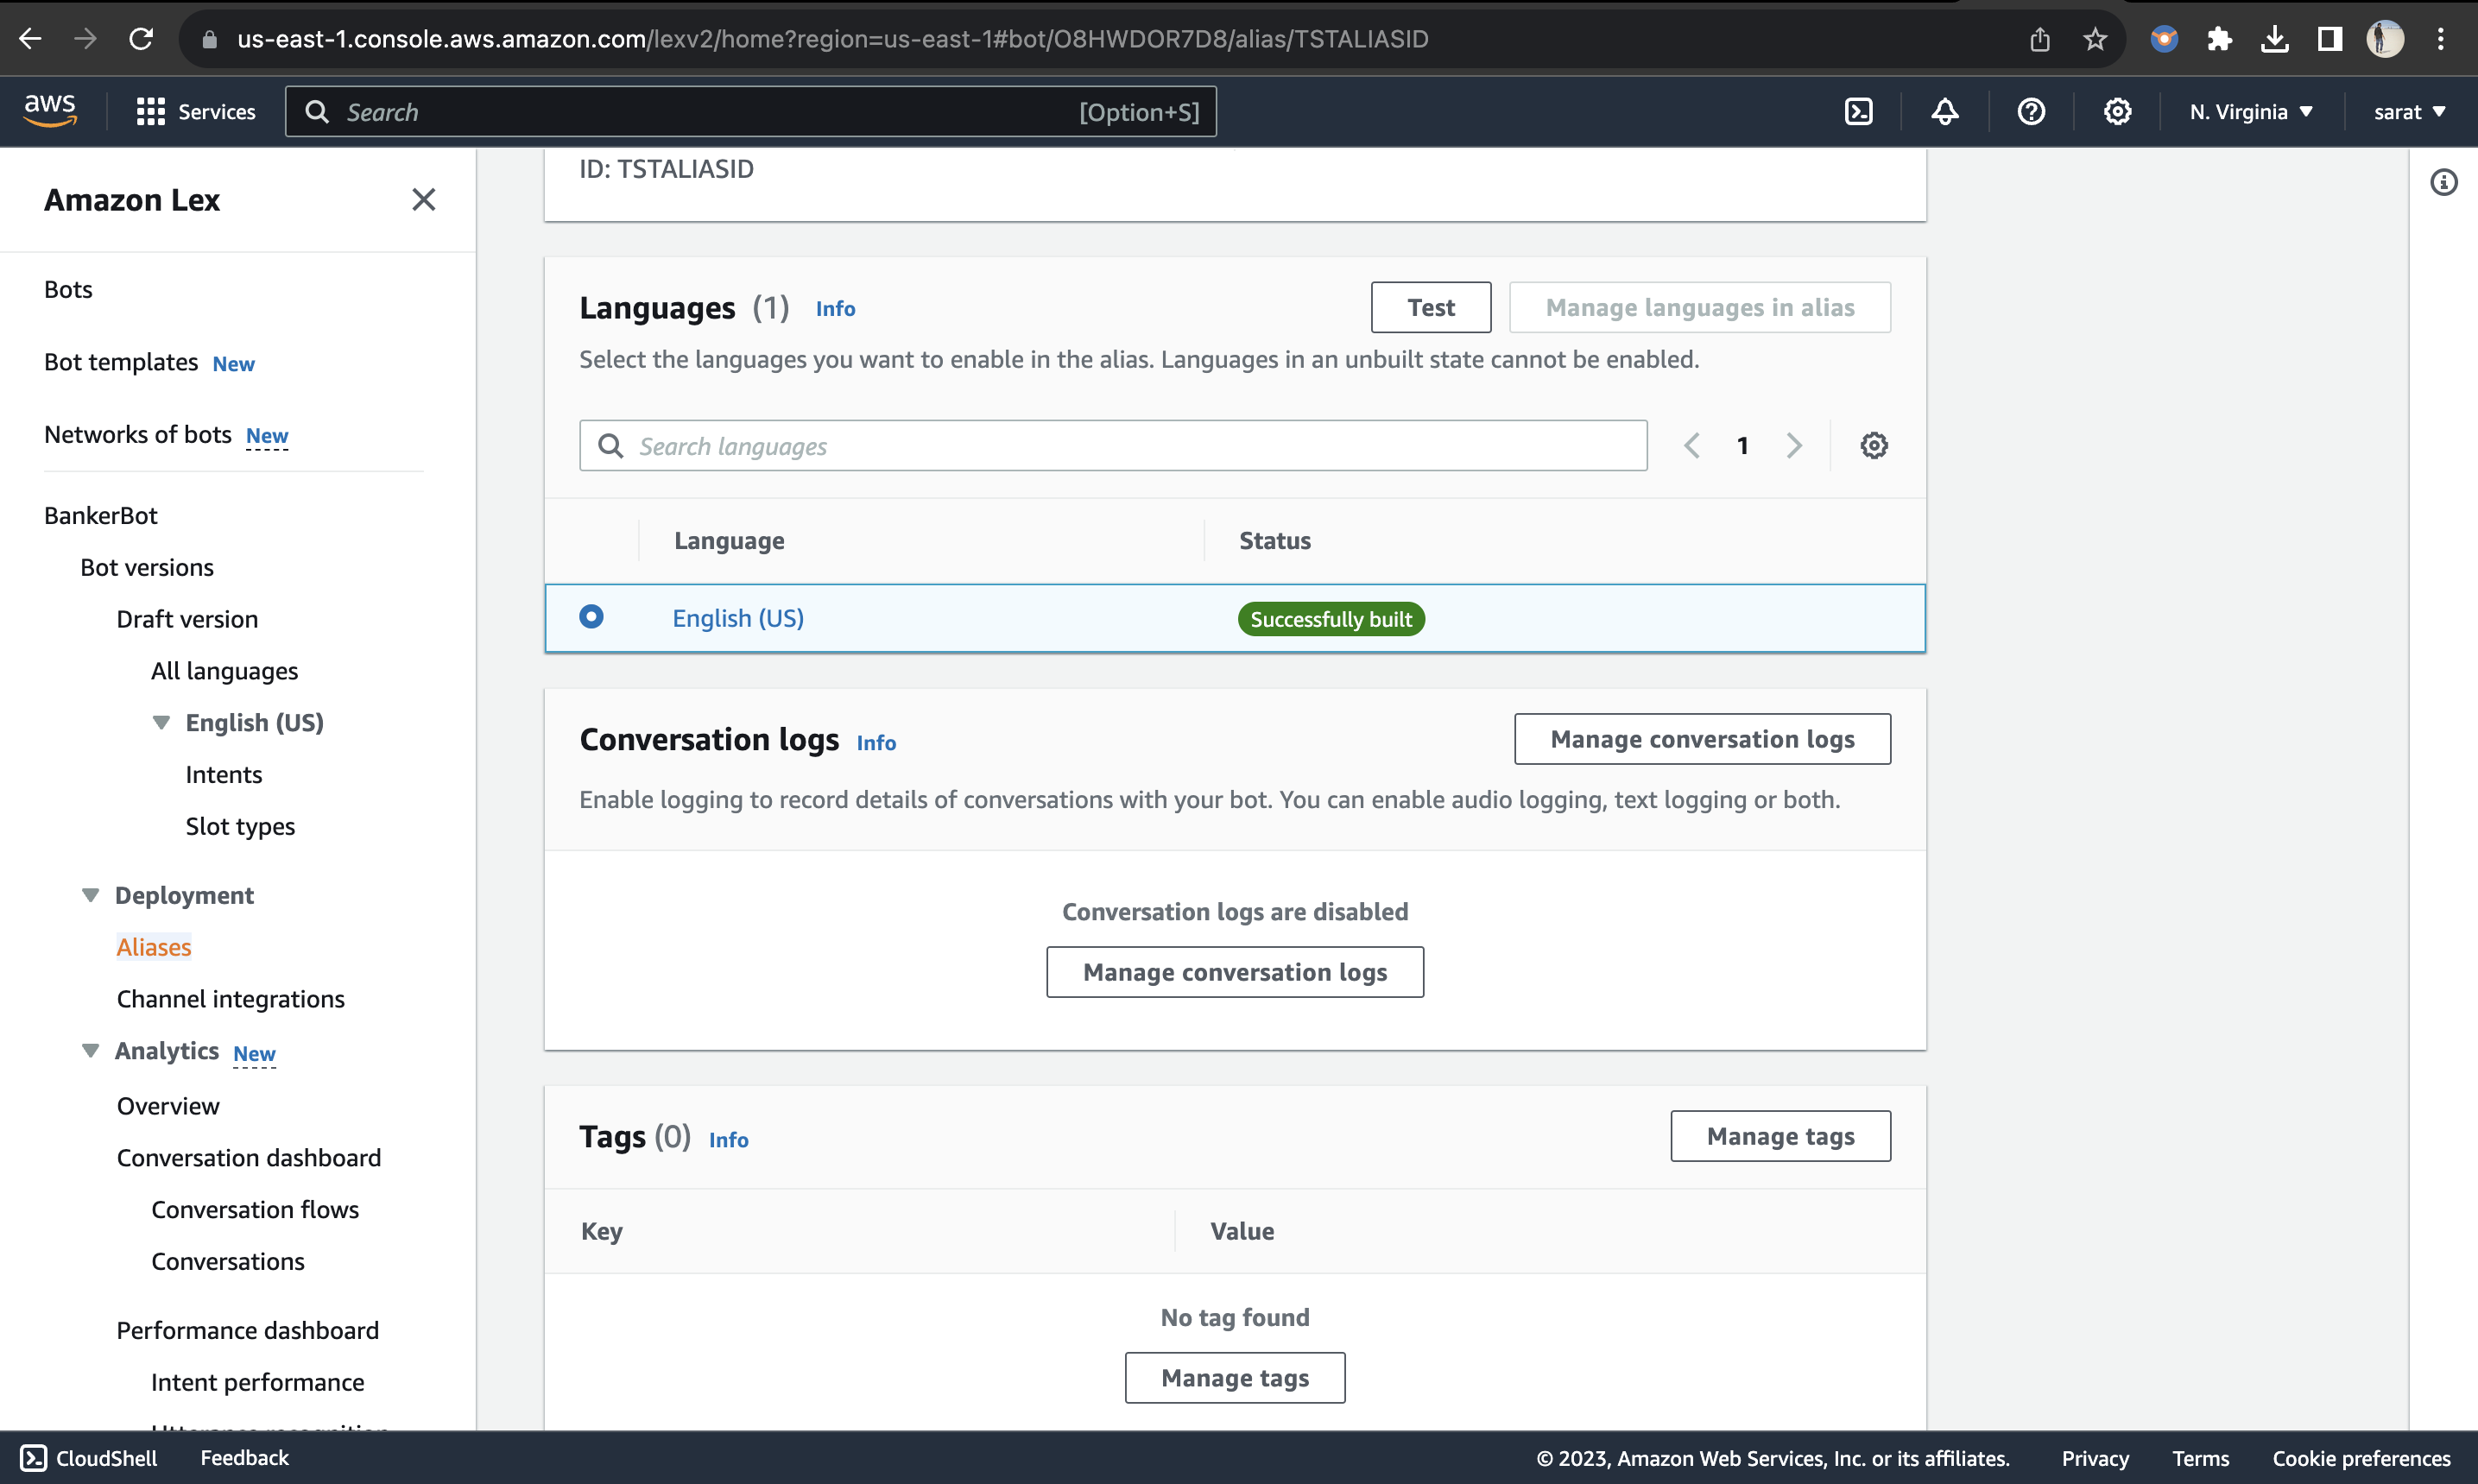 us-east-1.console.aws.amazon.com/lexv2/home?region=us-east-1#bot/O8HWDOR7D8/alias/TSTALIASID
aws
Services
Search
[Option+S]
N. Virginia
sarat
Amazon Lex
Bots
Bot templates New
Networks of bots New
BankerBot
Bot versions
Draft version
All languages
English (US)
Intents
Slot types
Deployment
Aliases
Channel integrations
Analytics New
Overview
Conversation dashboard
Conversation flows
Conversations
Performance dashboard
Intent performance
ID: TSTALIASID
Languages (1) Info
Test
Manage languages in alias
Select the languages you want to enable in the alias. Languages in an unbuilt state cannot be enabled.
Search languages
1
Language Status
English (US) Successfully built
Conversation logs Info
Manage conversation logs
Enable logging to record details of conversations with your bot. You can enable audio logging, text logging or both.
Conversation logs are disabled
Manage conversation logs
Tags (0) Info
Manage tags
Key Value
No tag found
Manage tags
CloudShell
Feedback
© 2023, Amazon Web Services, Inc. or its affiliates.
Privacy
Terms
Cookie preferences